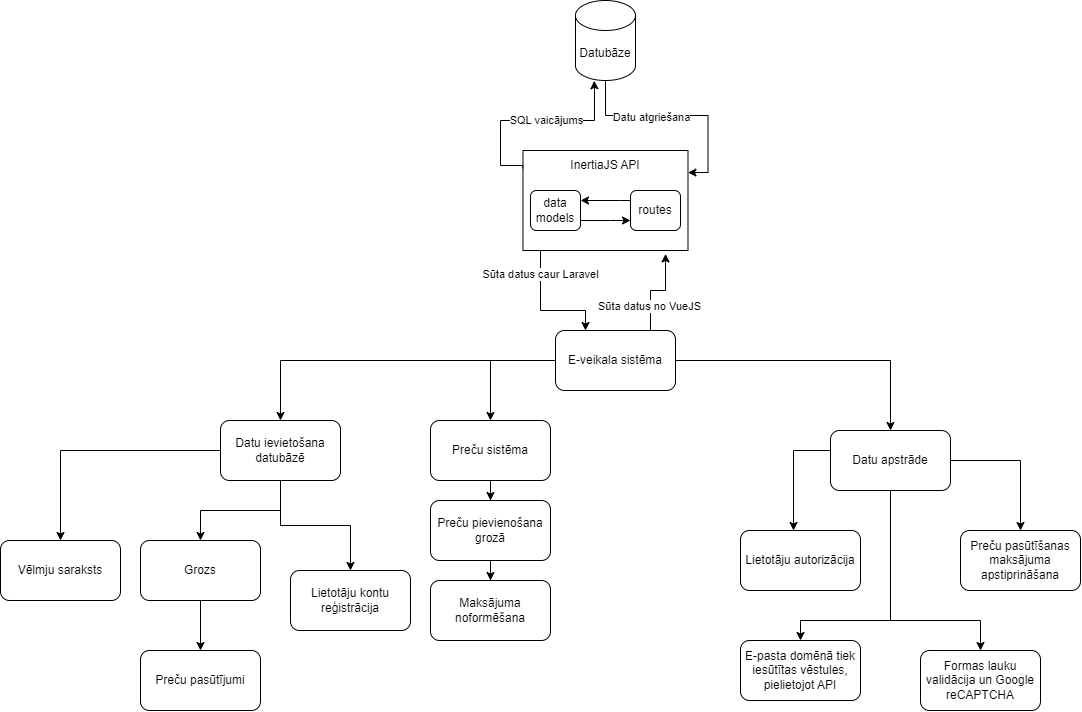 Datubāze
SQL vaicājums
Datu atgriešana
InertiaJS API
data
models
routes
Sūta datus caur Laravel
Sūta datus no VueJS
E-veikala sistēma
Datu ievietošana
datubāzē
Preču sistēma
Datu apstrāde
Preču pievienošana
grozā
Vēlmju saraksts
Grozs
Lietotāju kontu
reģistrācija
Maksājuma
noformēšana
Lietotāju autorizācija
Preču pasūtīšanas
maksājuma
apstiprināšana
Preču pasūtījumi
E-pasta domēnā tiek
iesūtītas vēstules,
pielietojot API
Formas lauku
validācija un Google
reCAPTCHA